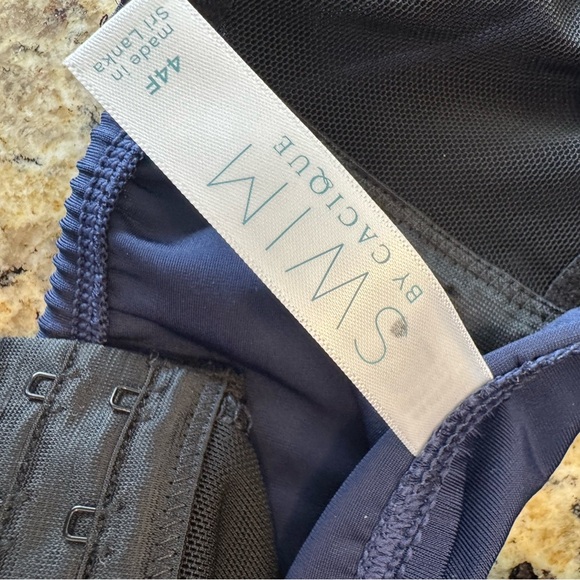 SWIM
BY CACIQUE
44F
made in
Sri Lanka